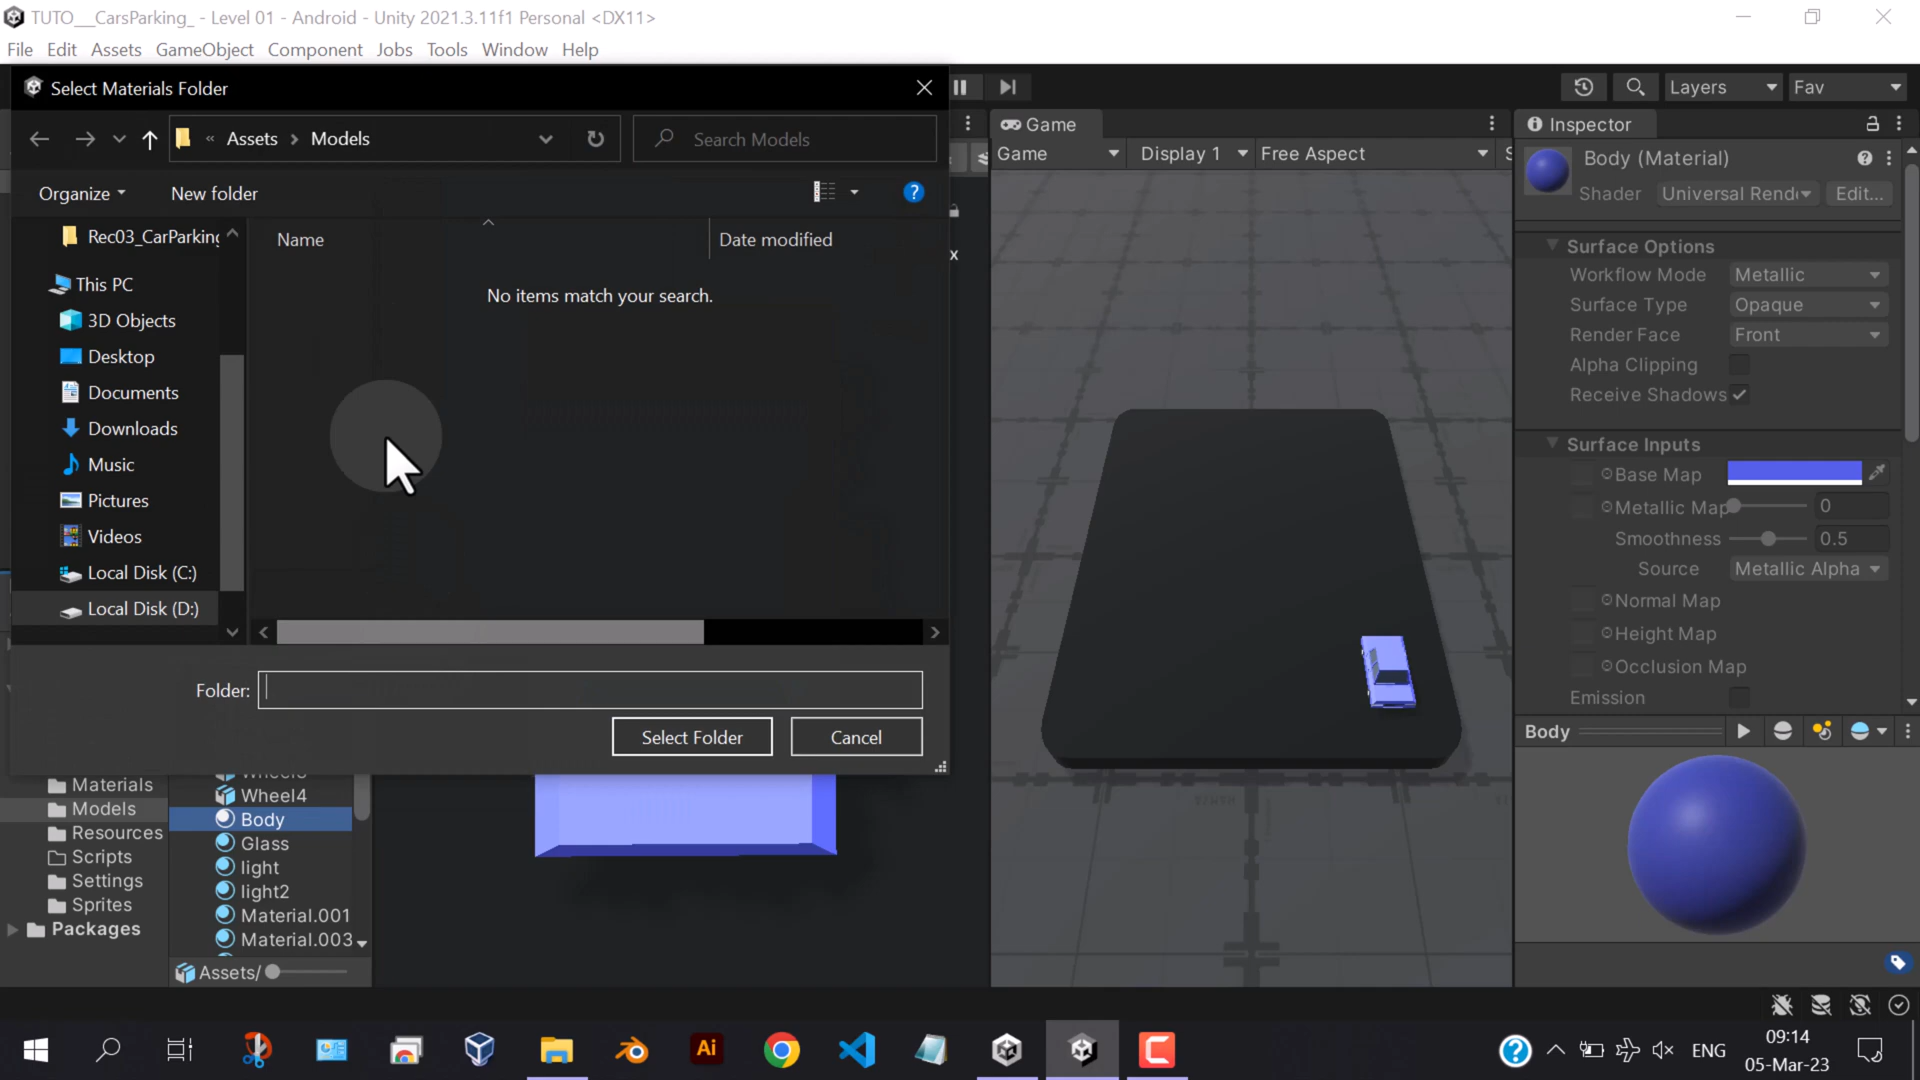 TUTO__CarsParking_ - Level 01 - Android - Unity 2021.3.11f1 Personal <DX11>
File Edit Assets GameObject Component Jobs Tools Window Help
Select Materials Folder
Layers
Fav
« Assets › Models
Search Models
Organize
New folder
Name
Date modified
No items match your search.
Rec03_CarParking
This PC
3D Objects
Desktop
Documents
Downloads
Music
Pictures
Videos
Local Disk (C:)
Local Disk (D:)
Folder:
Select Folder
Cancel
Materials
Models
Resources
Scripts
Settings
Sprites
Packages
Wheel4
Body
Glass
light
light2
Material.001
Material.003
Assets/
Game
Game
Display 1
Free Aspect
Inspector
Body (Material)
Shader
Universal Rend
Edit...
Surface Options
Workflow Mode Metallic
Surface Type Opaque
Render Face Front
Alpha Clipping
Receive Shadows
Surface Inputs
Base Map
Metallic Map 0
Smoothness 0.5
Source Metallic Alpha
Normal Map
Height Map
Occlusion Map
Emission
Body
Ai
ENG
09:14
05-Mar-23